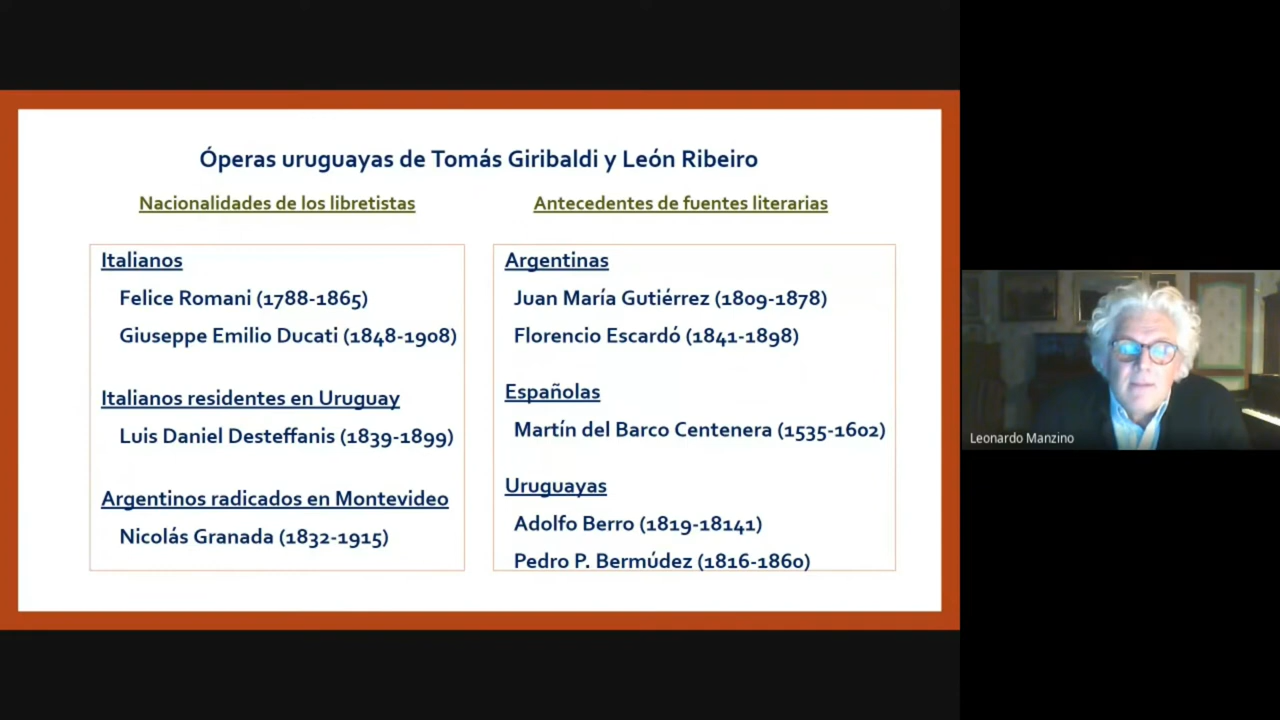 Óperas uruguayas de Tomás Giribaldi y León Ribeiro
Nacionalidades de los libretistas
Italianos
Felice Romani (1788-1865)
Giuseppe Emilio Ducati (1848-1908)
Italianos residentes en Uruguay
Luis Daniel Desteffanis (1839-1899)
Argentinos radicados en Montevideo
Nicolás Granada (1832-1915)
Antecedentes de fuentes literarias
Argentinas
Juan María Gutiérrez (1809-1878)
Florencio Escardó (1841-1898)
Españolas
Martín del Barco Centenera (1535-1602)
Uruguayas
Adolfo Berro (1819-18141)
Pedro P. Bermúdez (1816-1860)
Leonardo Manzino